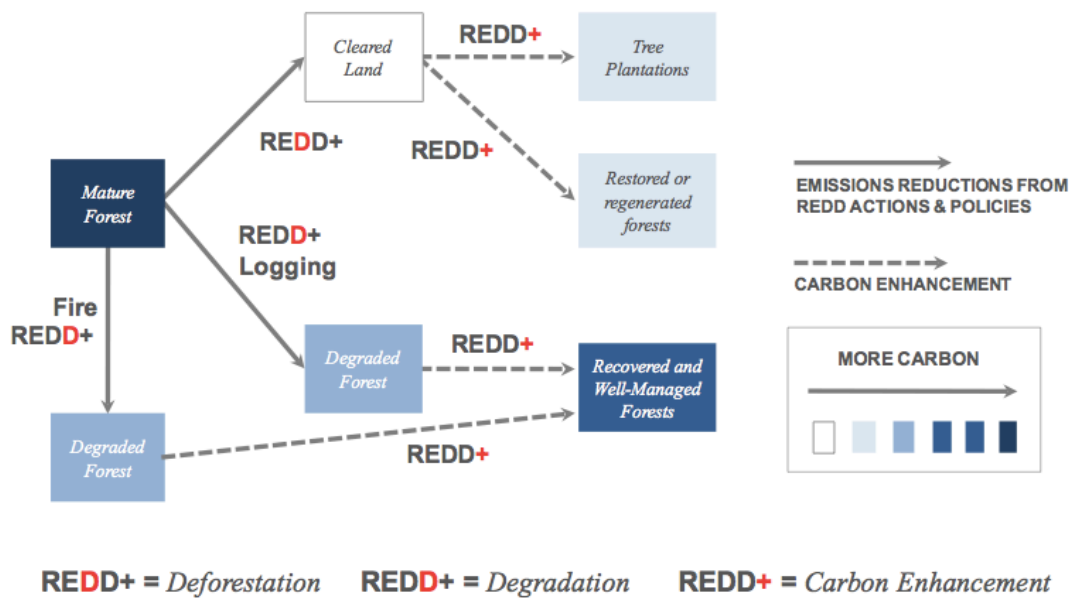 REDD+
Cleared
Land
Tree
Plantations
REDD+
REDD+
Mature
Forest
Restored or
regenerated
forests
EMISSIONS REDUCTIONS FROM
REDD ACTIONS & POLICIES
REDD+
Logging
CARBON ENHANCEMENT
Fire
REDD+
Degraded
Forest
REDD+
Recovered and
Well-Managed
Forests
MORE CARBON
Degraded
Forest
REDD+
REDD+ = Deforestation
REDD+ = Degradation
REDD+ = Carbon Enhancement